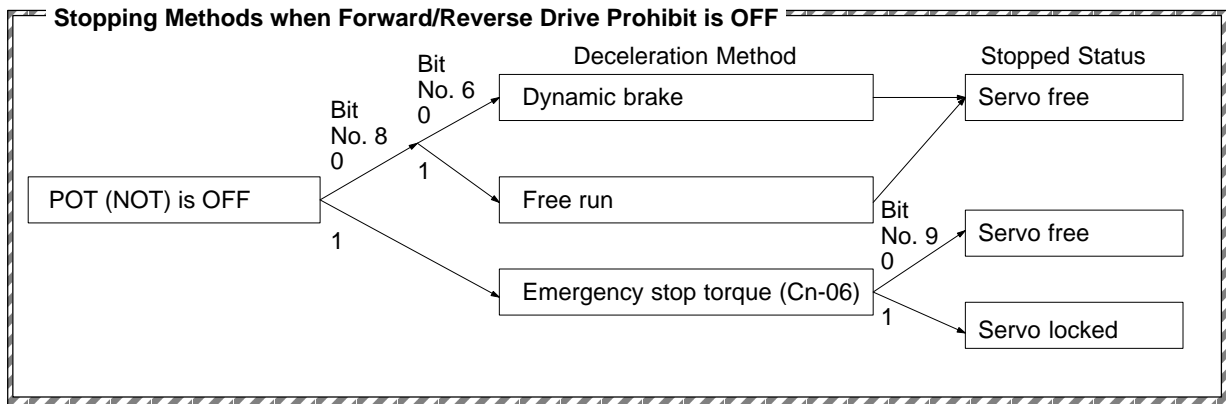 Stopping Methods when Forward/Reverse Drive Prohibit is OFF
Deceleration Method
Stopped Status
Bit
No. 6
0
Dynamic brake
Servo free
Bit
No. 8
0
1
POT (NOT) is OFF
Free run
Bit
No. 9
0
Servo free
1
Emergency stop torque (Cn-06)
1
Servo locked